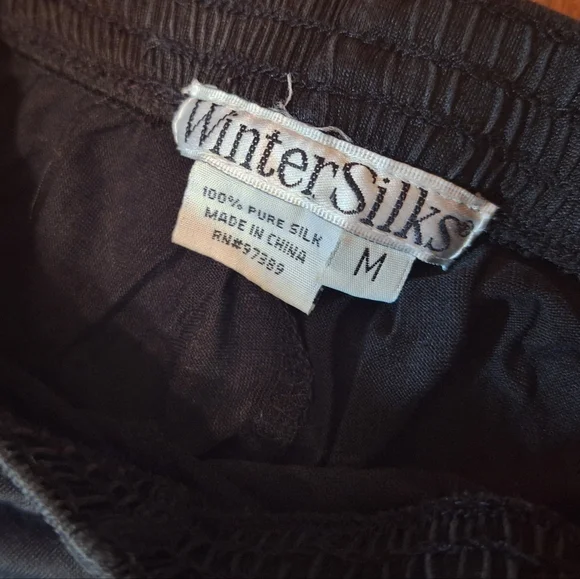 WinterSilks®
100% PURE SILK
MADE IN CHINA
RN#97389
M